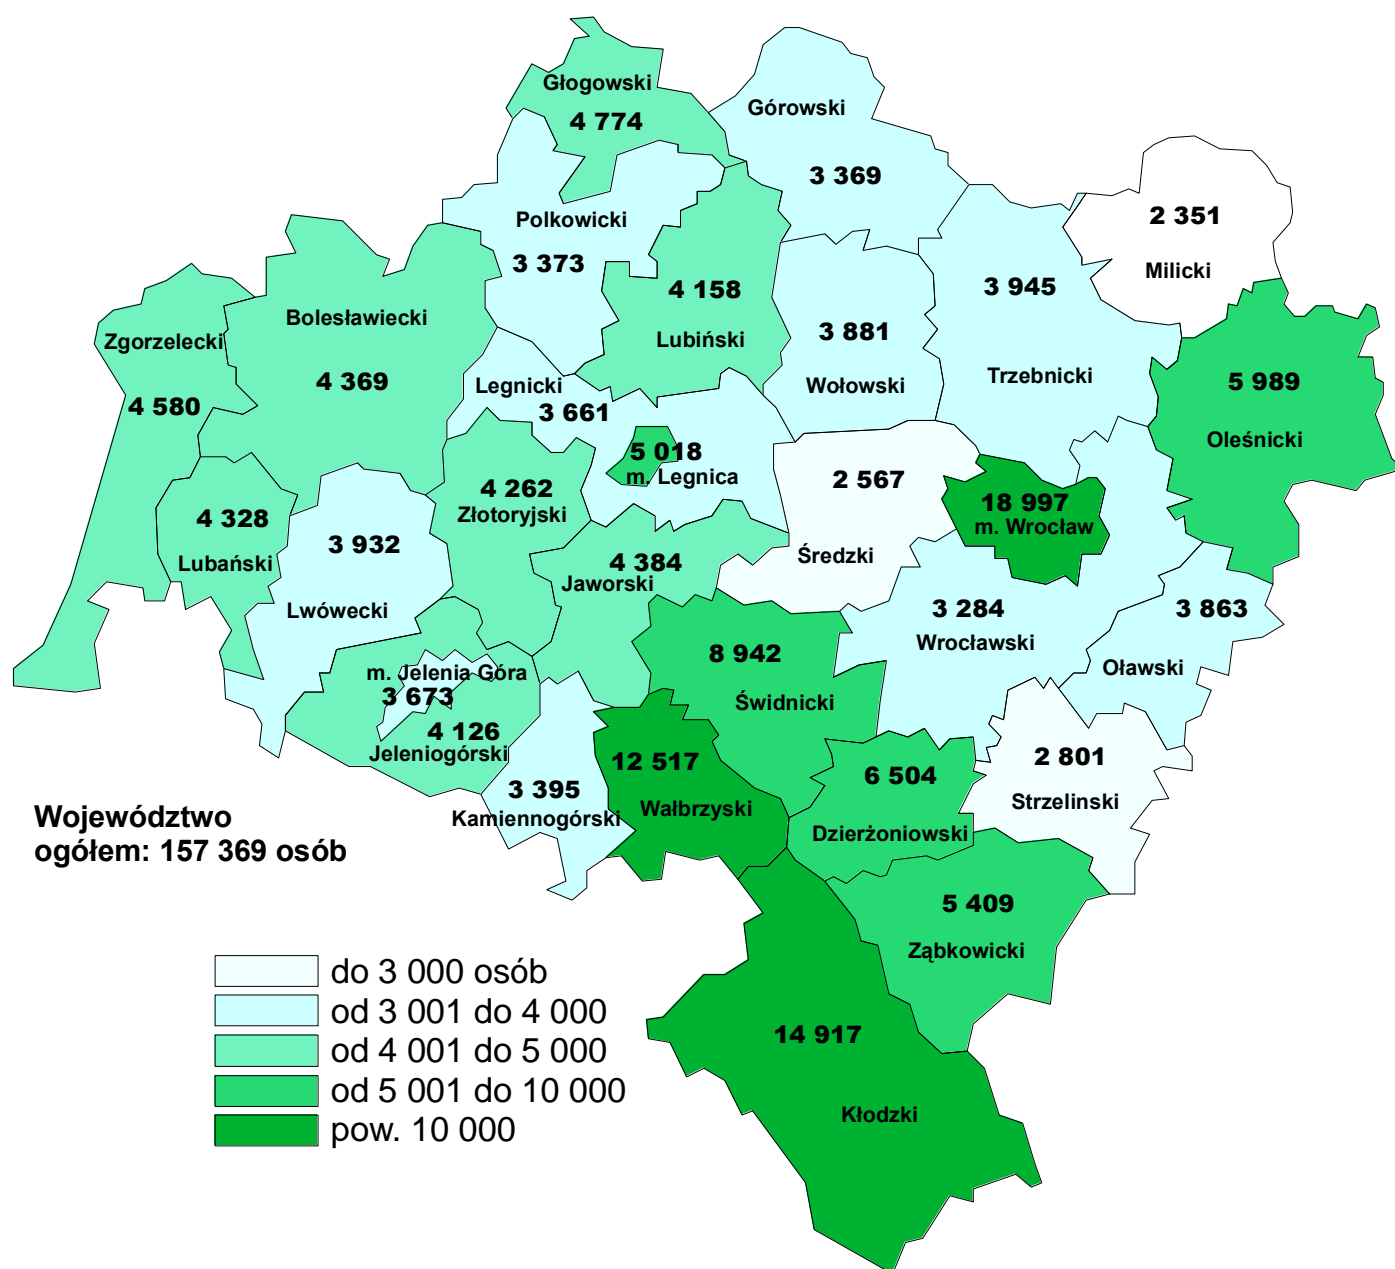 Głogowski
4 774
Górowski
3 369
Polkowicki
3 373
2 351
Milicki
4 158
Lubiński
3 881
Wołowski
3 945
Trzebnicki
Bolesławiecki
4 369
Zgorzelecki
4 580
Legnicki
3 661
5 989
Oleśnicki
5 018
m. Legnica
2 567
Średzki
18 997
m. Wrocław
4 262
Złotoryjski
4 328
Lubański
3 932
Lwówecki
4 384
Jaworski
3 284
Wrocławski
3 863
Oławski
8 942
Świdnicki
m. Jelenia Góra
3 673
4 126
Jeleniogórski
3 395
Kamiennogórski
12 517
Wałbrzyski
6 504
Dzierżoniowski
2 801
Strzelinski
5 409
Ząbkowicki
14 917
Kłodzki
Województwo
ogółem: 157 369 osób
do 3 000 osób
od 3 001 do 4 000
od 4 001 do 5 000
od 5 001 do 10 000
pow. 10 000